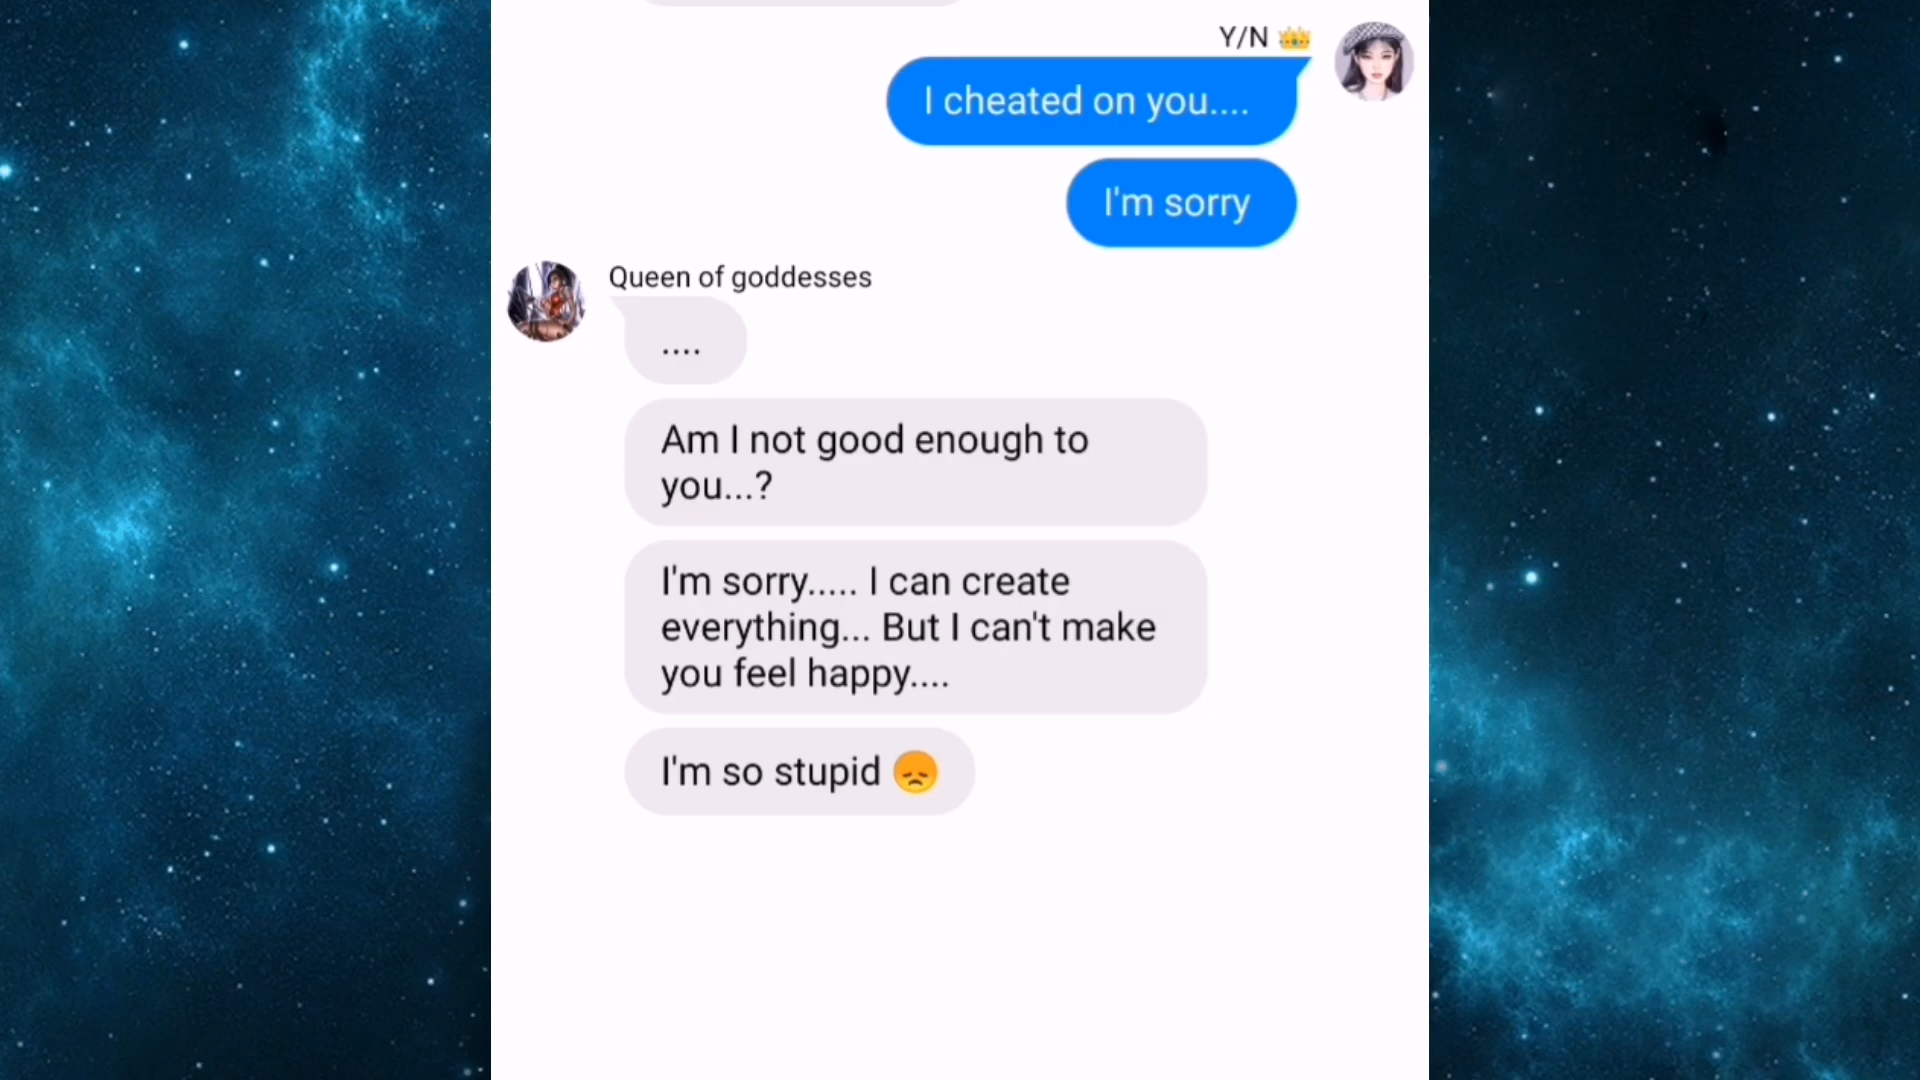 Y/N 👑
I cheated on you....
I'm sorry
Queen of goddesses
....
Am I not good enough to
you...?
I'm sorry..... I can create
everything... But I can't make
you feel happy....
I'm so stupid 😞